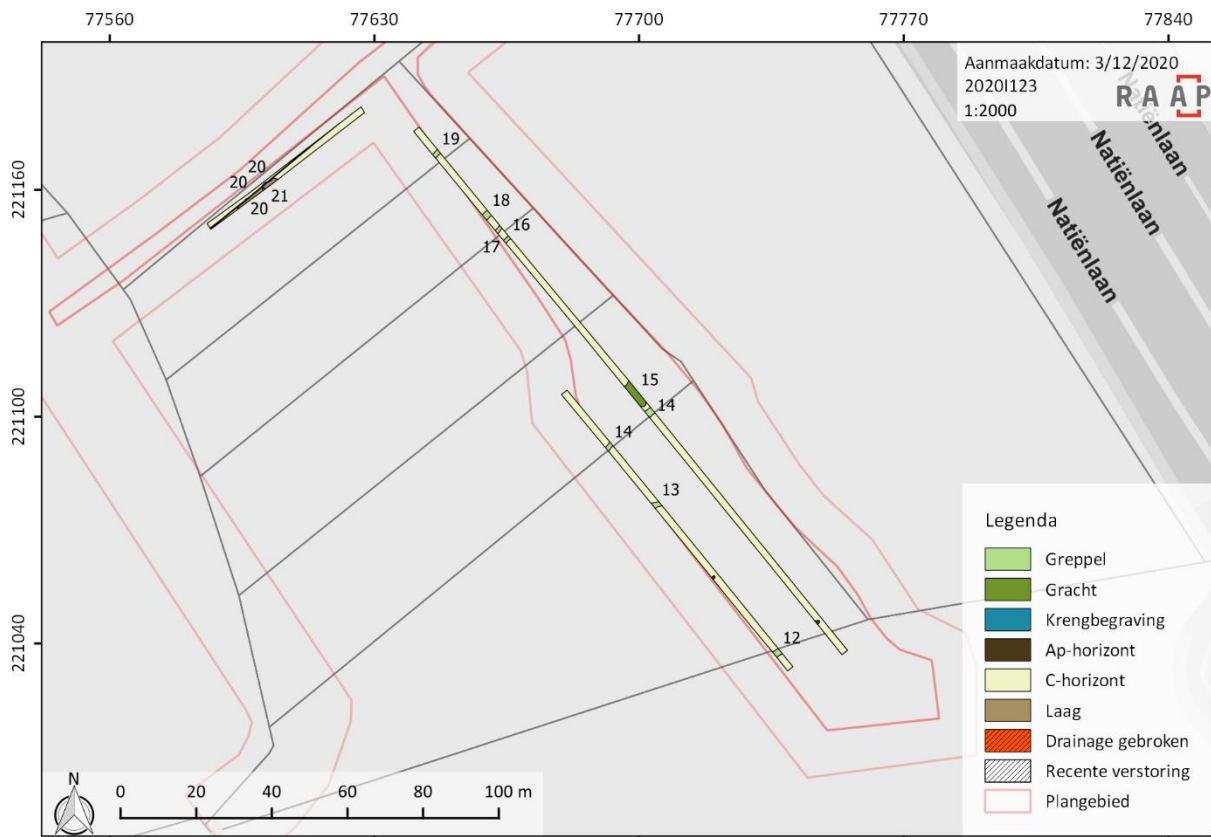 77560 77630 77700 77770 77840
Aanmaakdatum: 3/12/2020
2020I123
1:2000
RAAP
Natiënlaan
Natiënlaan
Natiënlaan
221160
221100
221040
19
20
20
21
20
18
16
17
15
14
14
13
12
Legenda
Greppel
Gracht
Krengbegraving
Ap-horizont
C-horizont
Laag
Drainage gebroken
Recente verstoring
Plangebied
N
0 20 40 60 80 100 m